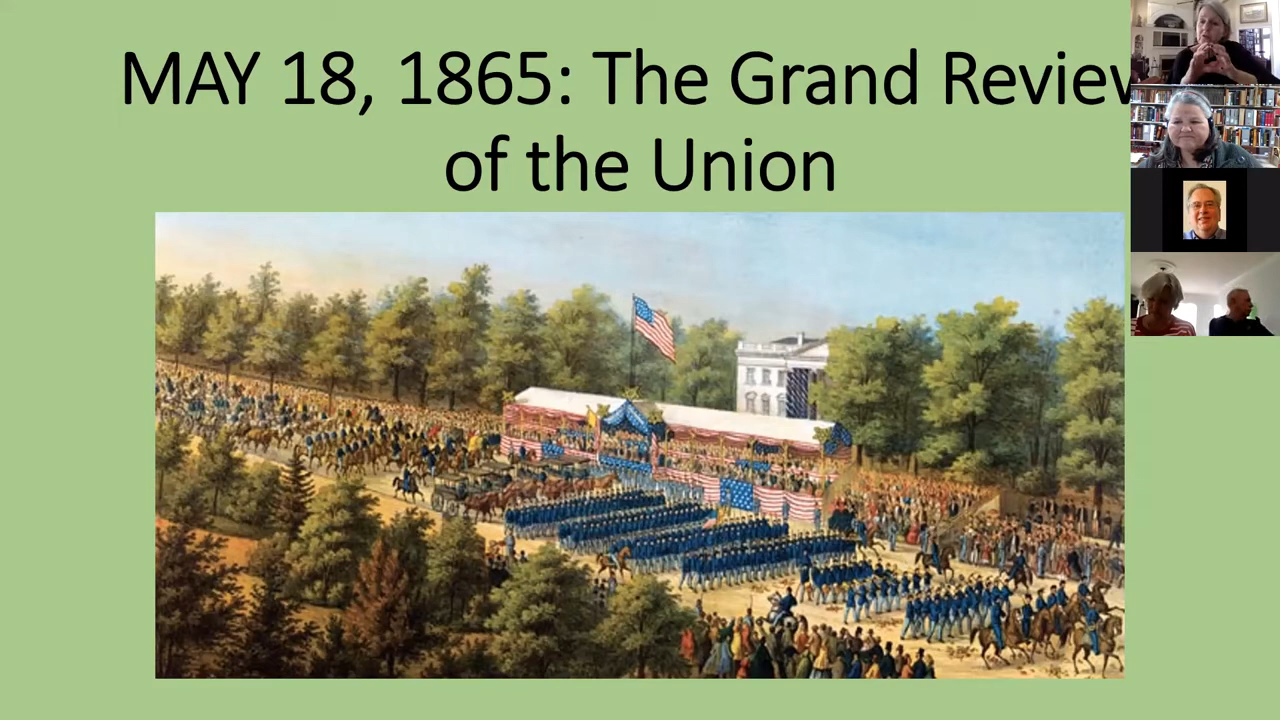 MAY 18, 1865: The Grand Review
of the Union